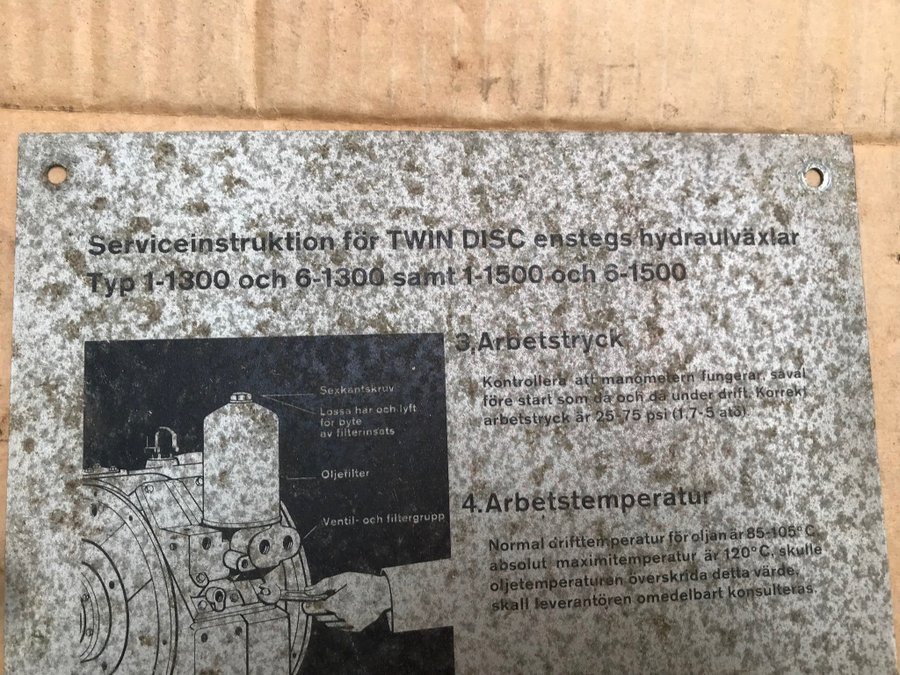 Serviceinstruktion för TWIN DISC enstegs hydraulväxlar
Typ 1-1300 och 6-1300 samt 1-1500 och 6-1500
Sexkantskruv
Lossa här och lyft
för byte
av filterinsats
Oljefilter
Ventil- och filtergrupp
3.Arbetstryck
Kontrollera att manometern fungerar, såväl
före start som då och då under drift. Korrekt
arbetstryck är 25-75 psi (1,7-5 atö).
4.Arbetstemperatur
Normal drifttemperatur för oljan är 85-105°C,
absolut maximitemperatur är 120°C, skulle
oljetemperaturen överskrida detta värde,
skall leverantören omedelbart konsulteras.